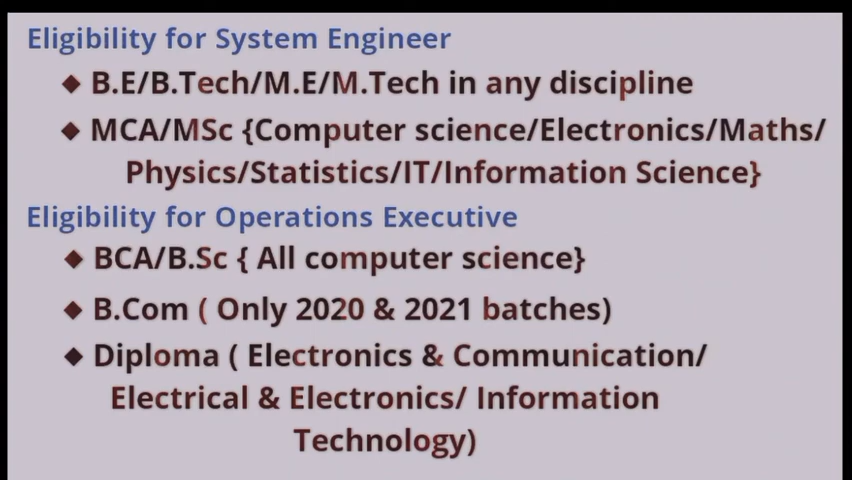 Eligibility for System Engineer
◆ B.E/B.Tech/M.E/M.Tech in any discipline
◆ MCA/MSc {Computer science/Electronics/Maths/
Physics/Statistics/IT/Information Science}
Eligibility for Operations Executive
◆ BCA/B.Sc { All computer science}
◆ B.Com ( Only 2020 & 2021 batches)
◆ Diploma ( Electronics & Communication/
Electrical & Electronics/ Information
Technology)